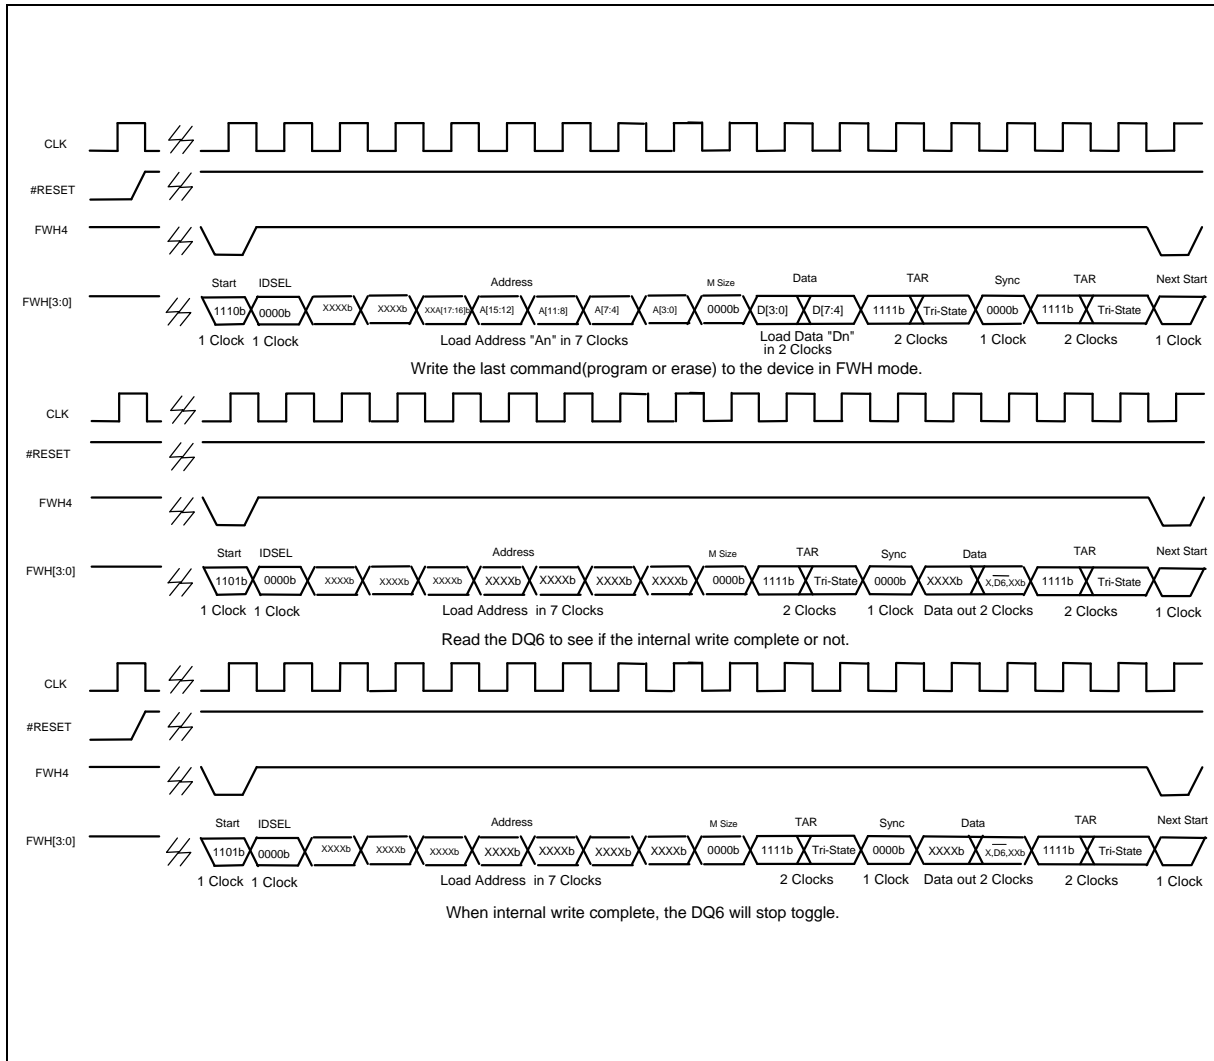 CLK
#RESET
FWH4
Start IDSEL Address M Size Data TAR Sync TAR Next Start
FWH[3:0] 1110b 0000b XXXXb XXXXb XXA[17:16]b A[15:12] A[11:8] A[7:4] A[3:0] 0000b D[3:0] D[7:4] 1111b Tri-State 0000b 1111b Tri-State
1 Clock 1 Clock Load Address "An" in 7 Clocks Load Data "Dn" 2 Clocks 1 Clock 2 Clocks 1 Clock
in 2 Clocks
Write the last command(program or erase) to the device in FWH mode.
CLK
#RESET
FWH4
Start IDSEL Address M Size TAR Sync Data TAR Next Start
FWH[3:0] 1101b 0000b XXXXb XXXXb XXXXb XXXXb XXXXb XXXXb XXXXb 0000b 1111b Tri-State 0000b XXXXb X,D6,XXb 1111b Tri-State
1 Clock 1 Clock Load Address in 7 Clocks 2 Clocks 1 Clock Data out 2 Clocks 2 Clocks 1 Clock
Read the DQ6 to see if the internal write complete or not.
CLK
#RESET
FWH4
Start IDSEL Address M Size TAR Sync Data TAR Next Start
FWH[3:0] 1101b 0000b XXXXb XXXXb XXXXb XXXXb XXXXb XXXXb XXXXb 0000b 1111b Tri-State 0000b XXXXb X,D6,XXb 1111b Tri-State
1 Clock 1 Clock Load Address in 7 Clocks 2 Clocks 1 Clock Data out 2 Clocks 2 Clocks 1 Clock
When internal write complete, the DQ6 will stop toggle.